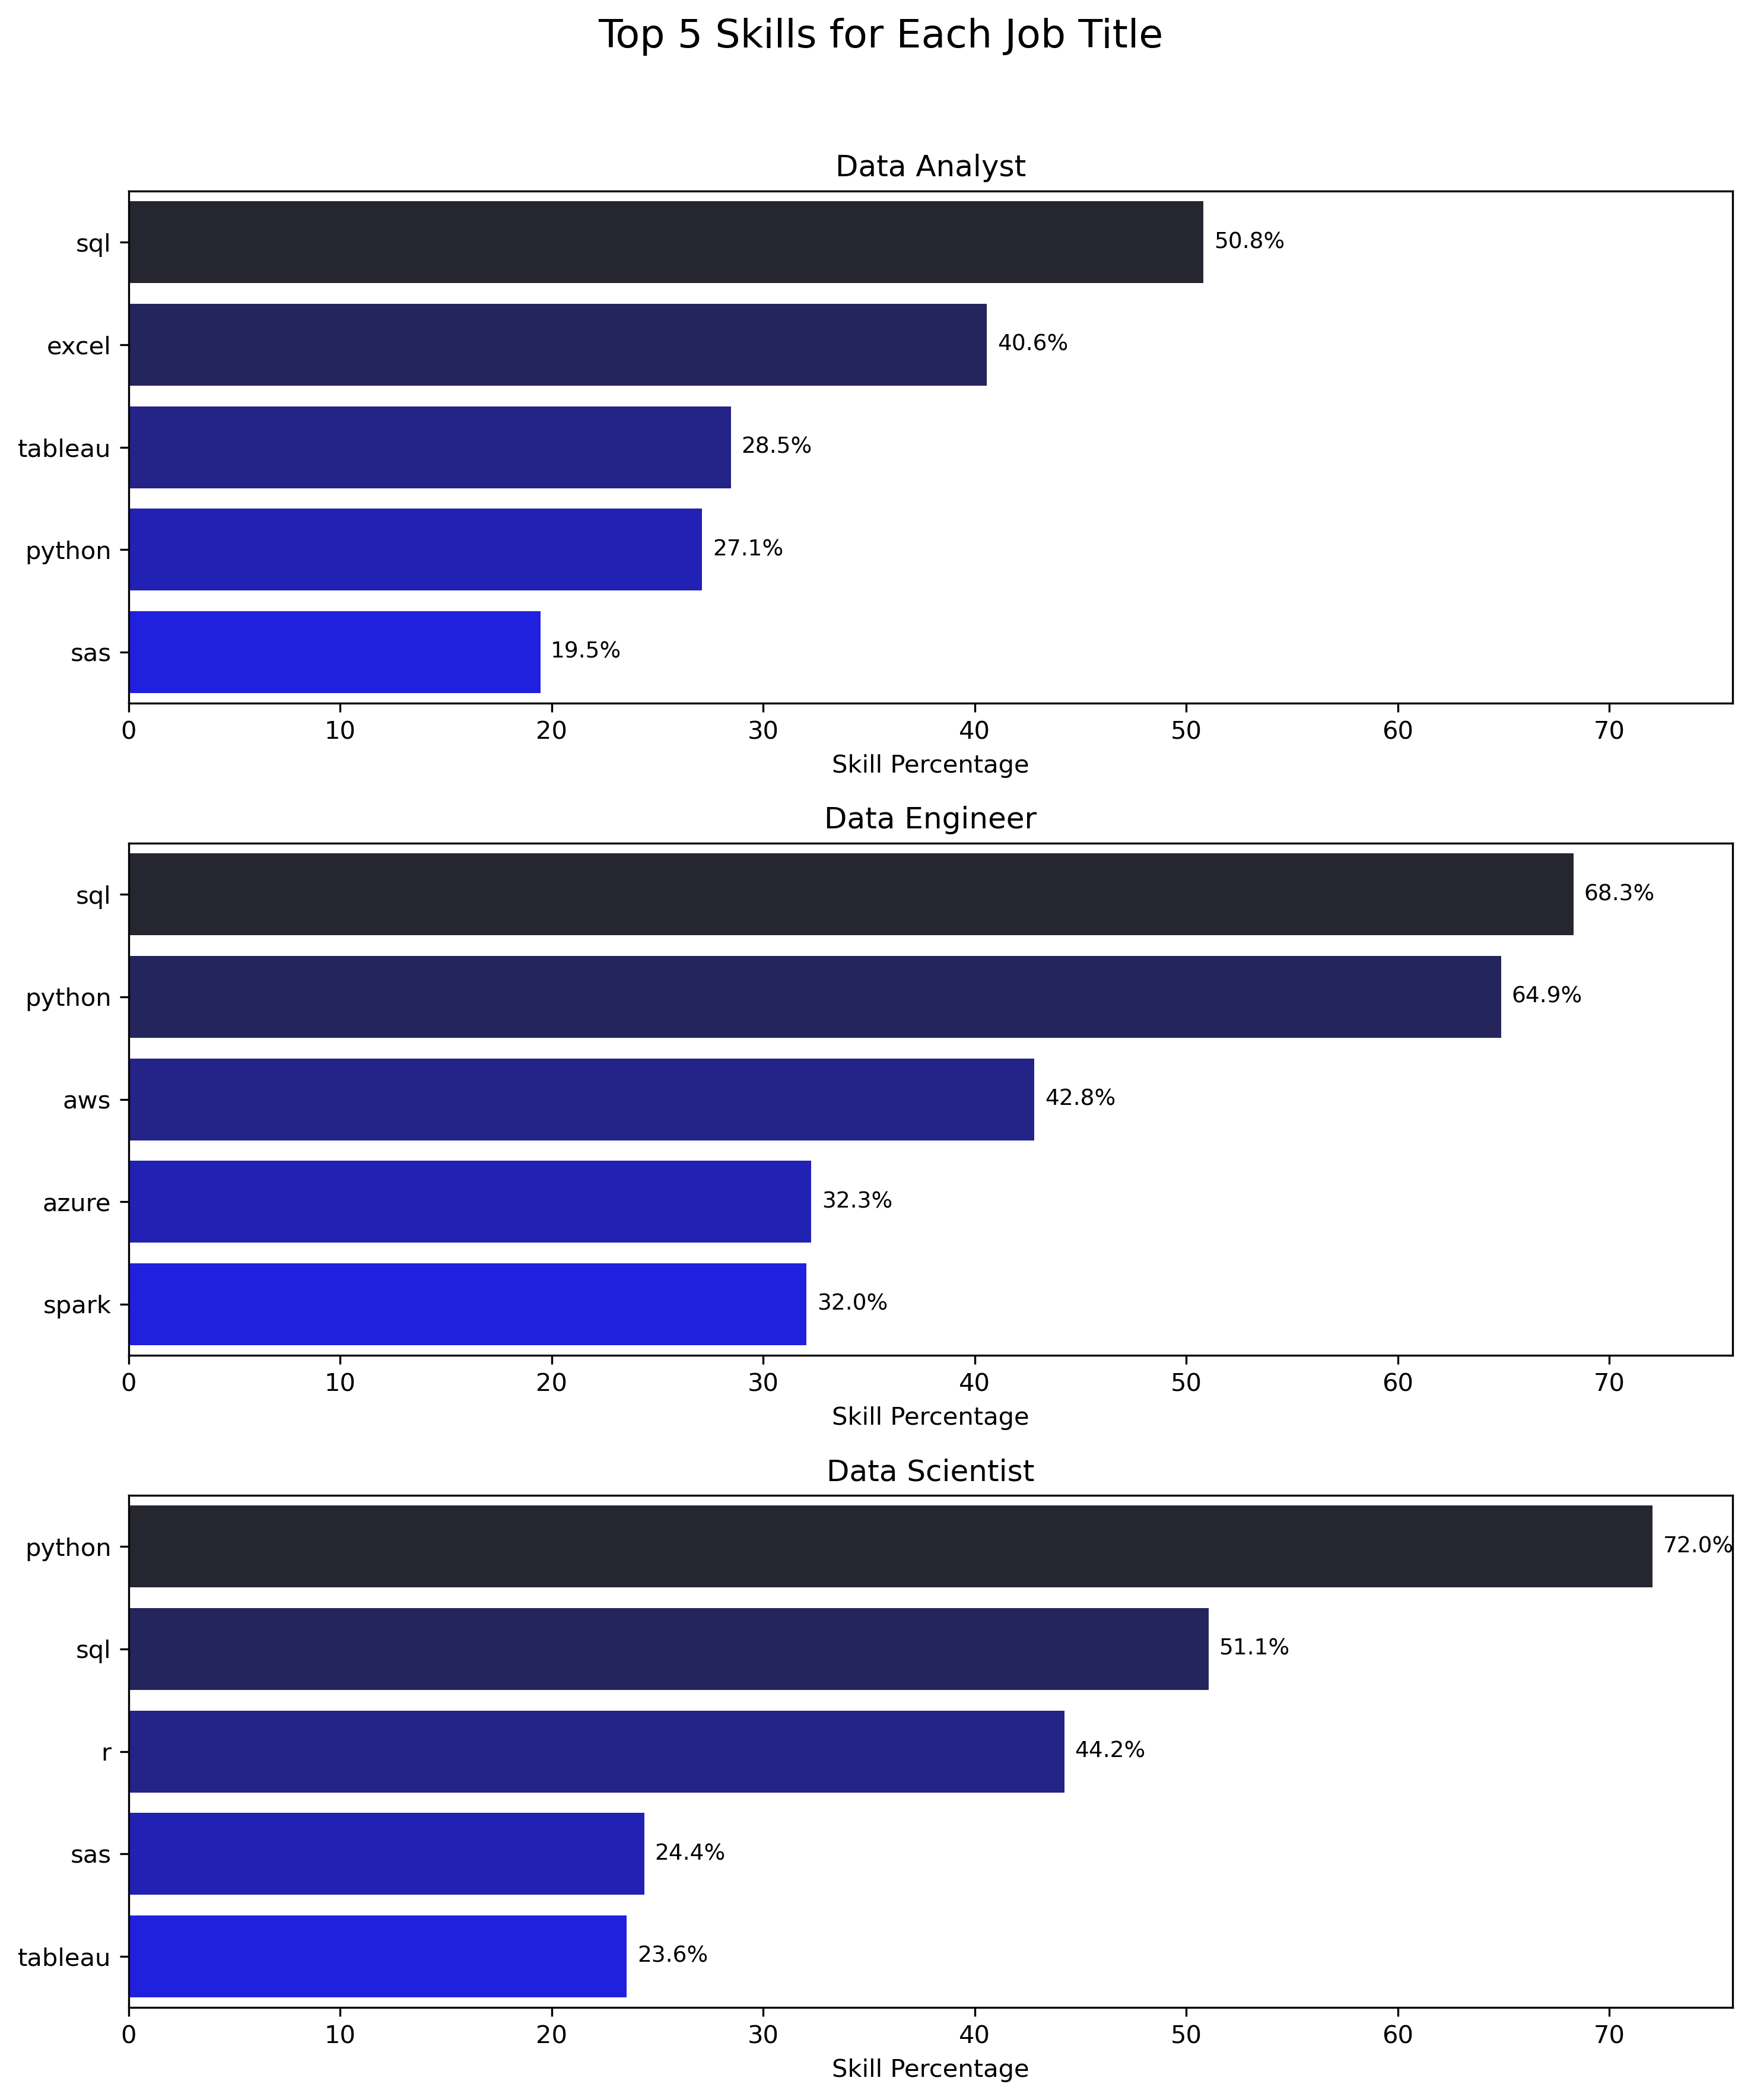 Top 5 Skills for Each Job Title
Data Analyst
sql 50.8%
excel 40.6%
tableau 28.5%
python 27.1%
sas 19.5%
0 10 20 30 40 50 60 70
Skill Percentage
Data Engineer
sql 68.3%
python 64.9%
aws 42.8%
azure 32.3%
spark 32.0%
0 10 20 30 40 50 60 70
Skill Percentage
Data Scientist
python 72.0%
sql 51.1%
r 44.2%
sas 24.4%
tableau 23.6%
0 10 20 30 40 50 60 70
Skill Percentage